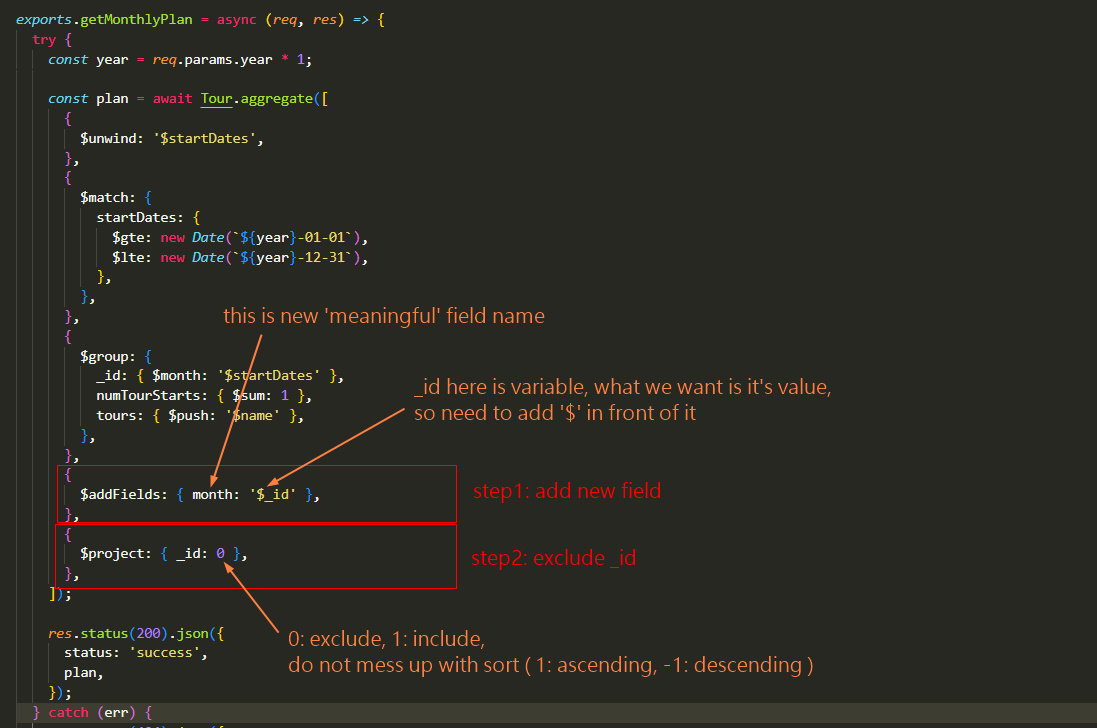 exports.getMonthlyPlan = async (req, res) => {
try {
const year = req.params.year * 1;
const plan = await Tour.aggregate([
{
$unwind: '$startDates',
},
{
$match: {
startDates: {
$gte: new Date(`${year}-01-01`),
$lte: new Date(`${year}-12-31`),
},
},
},
this is new 'meaningful' field name
{
$group: {
_id: { $month: '$startDates' },
numTourStarts: { $sum: 1 },
tours: { $push: '$name' },
},
},
_id here is variable, what we want is it's value,
so need to add '$' in front of it
{
$addFields: { month: '$_id' },
},
step1: add new field
{
$project: { _id: 0 },
},
step2: exclude _id
]);
res.status(200).json({
status: 'success',
plan,
});
0: exclude, 1: include,
do not mess up with sort ( 1: ascending, -1: descending )
} catch (err) {